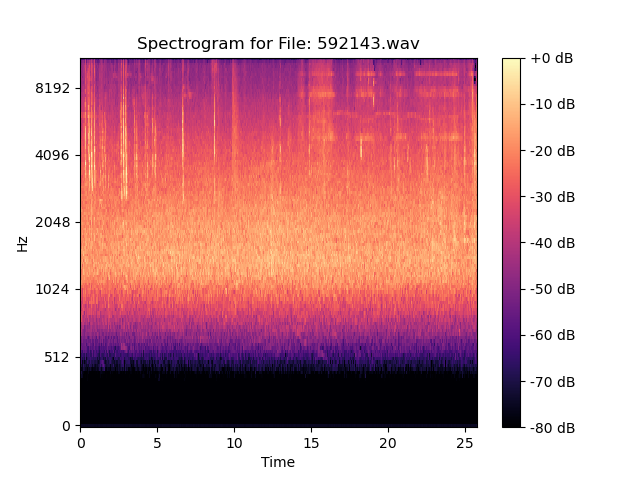 Spectrogram for File: 592143.wav
8192
4096
2048
1024
512
0
Hz
0 5 10 15 20 25
Time
+0 dB
-10 dB
-20 dB
-30 dB
-40 dB
-50 dB
-60 dB
-70 dB
-80 dB